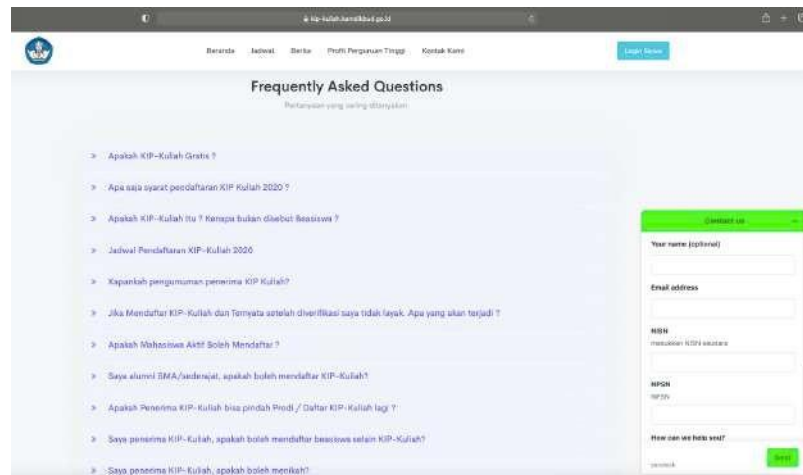 kip-kuliah.kemdikbud.go.id
Beranda Jadwal Berita Profil Perguruan Tinggi Kontak Kami Login Siswa
Frequently Asked Questions
Pertanyaan yang sering ditanyakan
» Apakah KIP-Kuliah Gratis ?
» Apa saja syarat pendaftaran KIP Kuliah 2020 ?
» Apakah KIP-Kuliah itu ? Kenapa bukan disebut Beasiswa ?
» Jadwal Pendaftaran KIP-Kuliah 2020
» Kapankah pengumuman penerima KIP Kuliah?
» Jika Mendaftar KIP-Kuliah dan Ternyata setelah diverifikasi saya tidak layak. Apa yang akan terjadi ?
» Apakah Mahasiswa Aktif Boleh Mendaftar ?
» Saya alumni SMA/sederajat, apakah boleh mendaftar KIP-Kuliah?
» Apakah Penerima KIP-Kuliah bisa pindah Prodi / Daftar KIP-Kuliah lagi ?
» Saya penerima KIP-Kuliah, apakah boleh mendaftar beasiswa selain KIP-Kuliah?
» Saya penerima KIP-Kuliah, apakah boleh menikah?
Contact us
Your name (optional)
Email address
NISN
masukkan NISN saudara
NPSN
NPSN
How can we help you?
Send